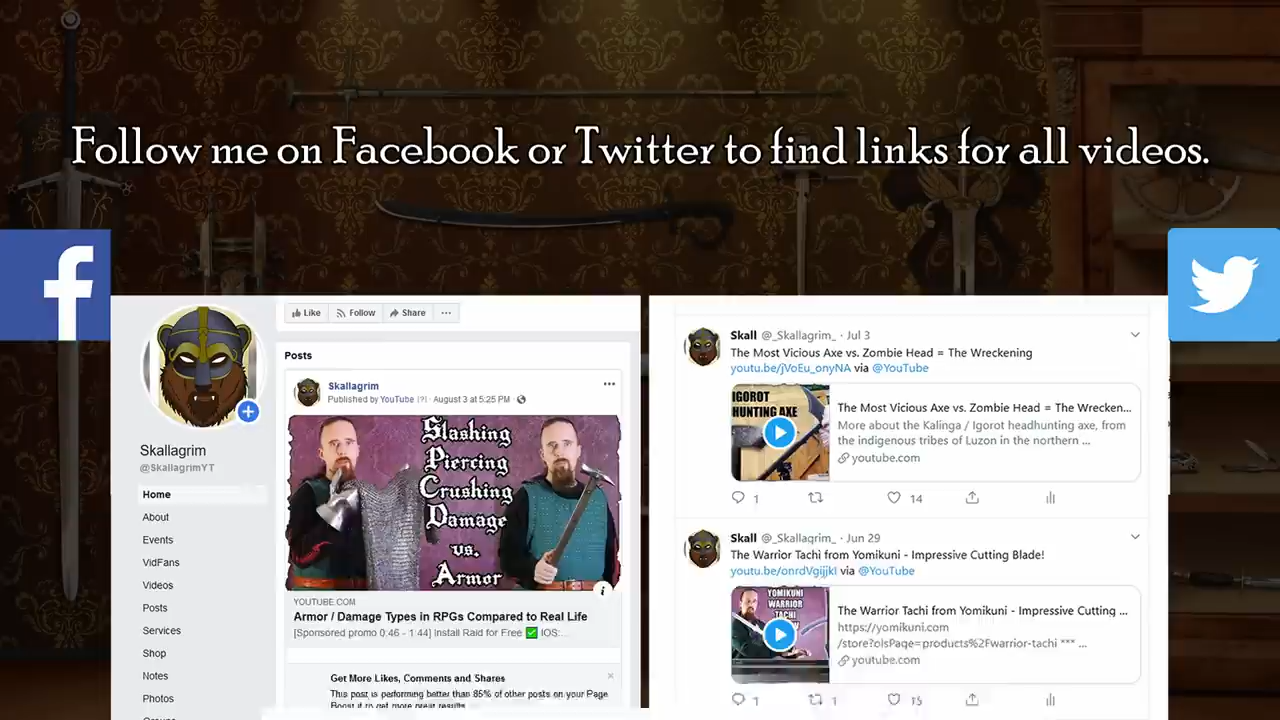 Follow me on Facebook or Twitter to find links for all videos.
f
Like
Follow
Share
Skallagrim
@SkallagrimYT
Home
About
Events
VidFans
Videos
Posts
Services
Shop
Notes
Photos
Posts
Skallagrim
Published by YouTube [?] · August 3 at 5:25 PM ·
Slashing
Piercing
Crushing
Damage
vs.
Armor
YOUTUBE.COM
Armor / Damage Types in RPGs Compared to Real Life
[Sponsored promo 0:46 - 1:44] Install Raid for Free ✅ IOS:...
Get More Likes, Comments and Shares
This post is performing better than 85% of other posts on your Page
Boost it to get more great results.
Skall @_Skallagrim_ · Jul 3
The Most Vicious Axe vs. Zombie Head = The Wreckening
youtu.be/jVoEu_onyNA via @YouTube
IGOROT
HUNTING AXE
The Most Vicious Axe vs. Zombie Head = The Wrecken...
More about the Kalinga / Igorot headhunting axe, from
the indigenous tribes of Luzon in the northern ...
youtube.com
1
14
Skall @_Skallagrim_ · Jun 29
The Warrior Tachi from Yomikuni - Impressive Cutting Blade!
youtu.be/onrdVgijjkI via @YouTube
YOMIKUNI
WARRIOR
TACHI
The Warrior Tachi from Yomikuni - Impressive Cutting ...
https://yomikuni.com
/store?olsPage=products%2Fwarrior-tachi *** ...
youtube.com
1
1
15